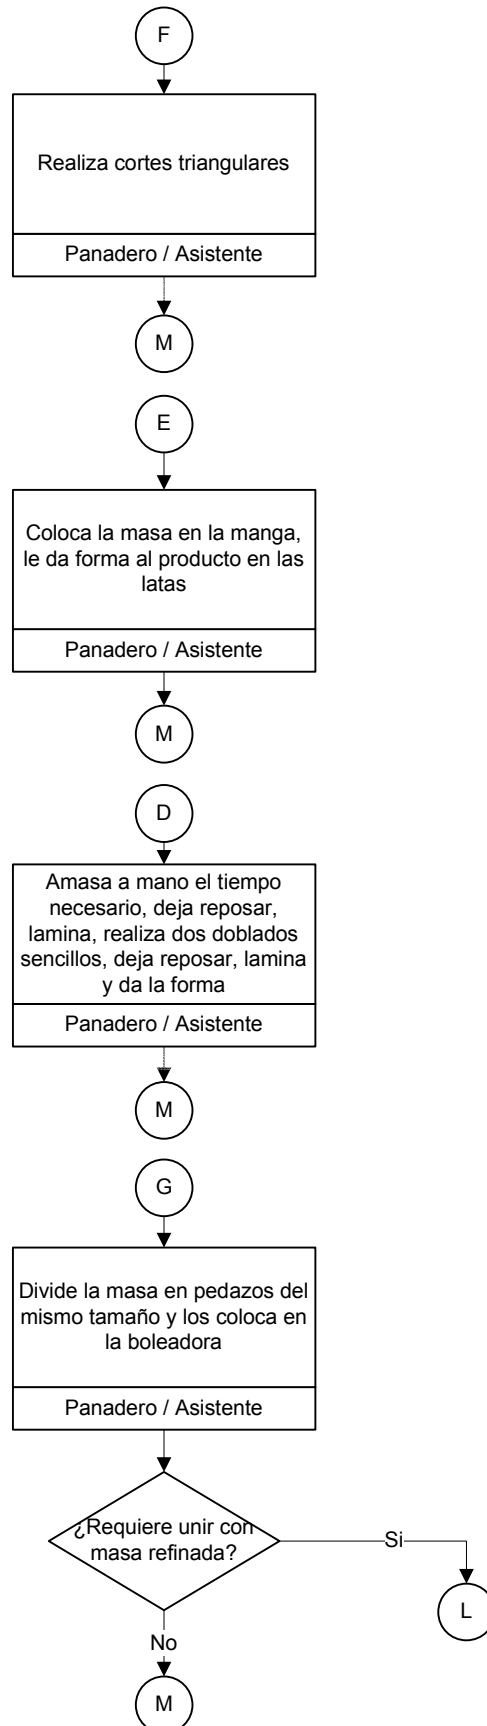 F
Realiza cortes triangulares
Panadero / Asistente
M
E
Coloca la masa en la manga,
le da forma al producto en las
latas
Panadero / Asistente
M
D
Amasa a mano el tiempo
necesario, deja reposar,
lamina, realiza dos doblados
sencillos, deja reposar, lamina
y da la forma
Panadero / Asistente
M
G
Divide la masa en pedazos del
mismo tamaño y los coloca en
la boleadora
Panadero / Asistente
¿Requiere unir con
masa refinada?
Si
L
No
M